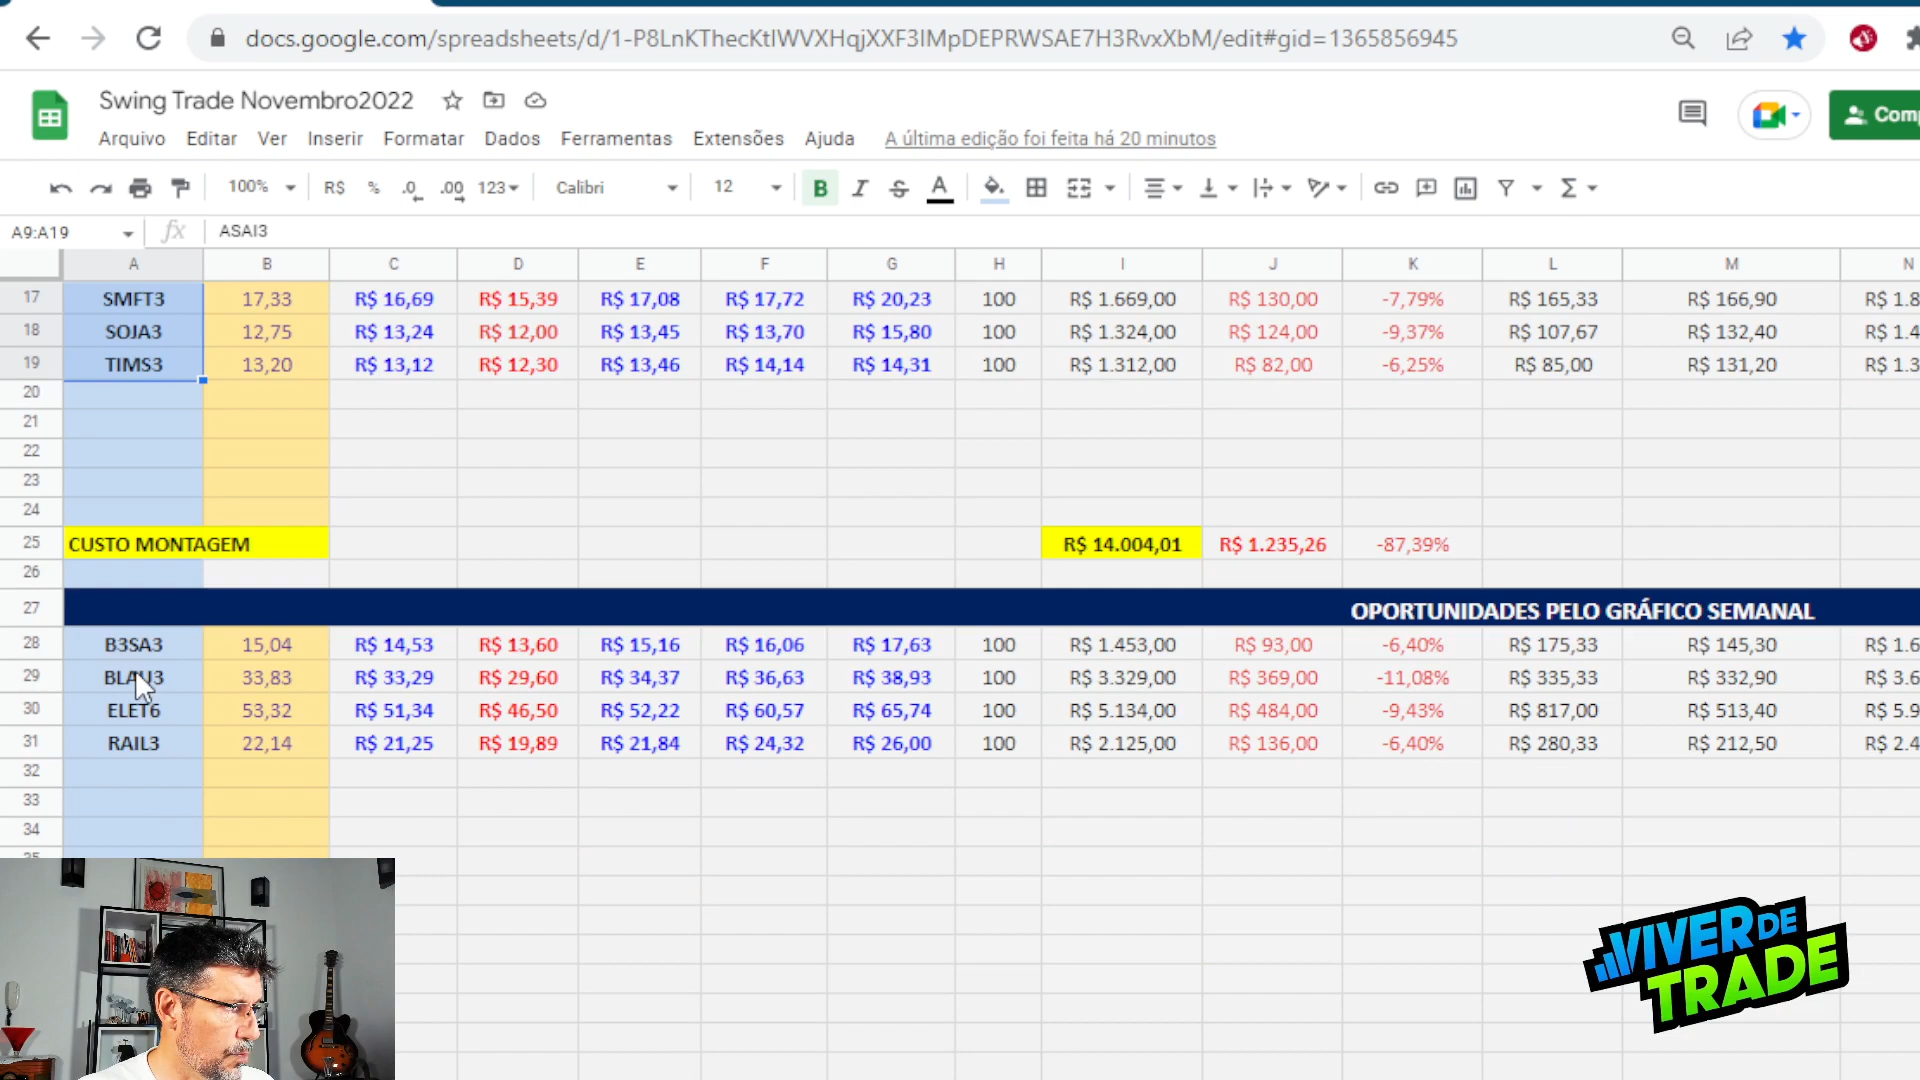 docs.google.com/spreadsheets/d/1-P8LnKThecKtIWVXHqjXXF3IMpDEPRWSAE7H3RvxXbM/edit#gid=1365856945
Swing Trade Novembro2022
Arquivo Editar Ver Inserir Formatar Dados Ferramentas Extensões Ajuda A última edição foi feita há 20 minutos
Comp
100% R$ % .0 .00 123 Calibri 12 B I S A
A9:A19 fx ASAI3
A B C D E F G H I J K L M N
17 SMFT3 17,33 R$ 16,69 R$ 15,39 R$ 17,08 R$ 17,72 R$ 20,23 100 R$ 1.669,00 R$ 130,00 -7,79% R$ 165,33 R$ 166,90 R$ 1.8
18 SOJA3 12,75 R$ 13,24 R$ 12,00 R$ 13,45 R$ 13,70 R$ 15,80 100 R$ 1.324,00 R$ 124,00 -9,37% R$ 107,67 R$ 132,40 R$ 1.4
19 TIMS3 13,20 R$ 13,12 R$ 12,30 R$ 13,46 R$ 14,14 R$ 14,31 100 R$ 1.312,00 R$ 82,00 -6,25% R$ 85,00 R$ 131,20 R$ 1.3
20
21
22
23
24
25 CUSTO MONTAGEM R$ 14.004,01 R$ 1.235,26 -87,39%
26
27 OPORTUNIDADES PELO GRÁFICO SEMANAL
28 B3SA3 15,04 R$ 14,53 R$ 13,60 R$ 15,16 R$ 16,06 R$ 17,63 100 R$ 1.453,00 R$ 93,00 -6,40% R$ 175,33 R$ 145,30 R$ 1.6
29 BLAU3 33,83 R$ 33,29 R$ 29,60 R$ 34,37 R$ 36,63 R$ 38,93 100 R$ 3.329,00 R$ 369,00 -11,08% R$ 335,33 R$ 332,90 R$ 3.6
30 ELET6 53,32 R$ 51,34 R$ 46,50 R$ 52,22 R$ 60,57 R$ 65,74 100 R$ 5.134,00 R$ 484,00 -9,43% R$ 817,00 R$ 513,40 R$ 5.9
31 RAIL3 22,14 R$ 21,25 R$ 19,89 R$ 21,84 R$ 24,32 R$ 26,00 100 R$ 2.125,00 R$ 136,00 -6,40% R$ 280,33 R$ 212,50 R$ 2.4
32
33
34
35
VIVER DE
TRADE